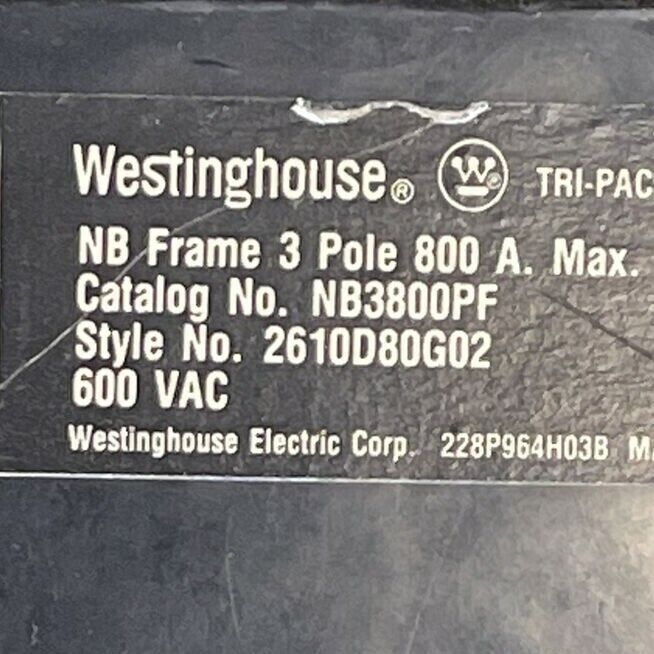 Westinghouse® W® TRI-PAC
NB Frame 3 Pole 800 A. Max.
Catalog No. NB3800PF
Style No. 2610D80G02
600 VAC
Westinghouse Electric Corp. 228P964H03B